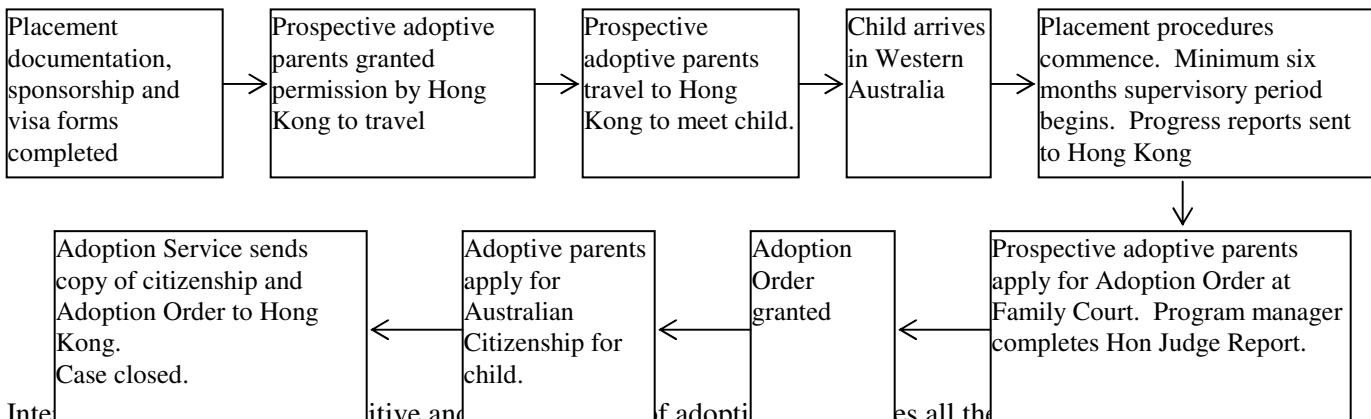 Placement
documentation,
sponsorship and
visa forms
completed
Prospective adoptive
parents granted
permission by Hong
Kong to travel
Prospective
adoptive parents
travel to Hong
Kong to meet child.
Child arrives
in Western
Australia
Placement procedures
commence. Minimum six
months supervisory period
begins. Progress reports sent
to Hong Kong
Prospective adoptive parents
apply for Adoption Order at
Family Court. Program manager
completes Hon Judge Report.
Adoption
Order
granted
Adoptive parents
apply for
Australian
Citizenship for
child.
Adoption Service sends
copy of citizenship and
Adoption Order to Hong
Kong.
Case closed.
all the